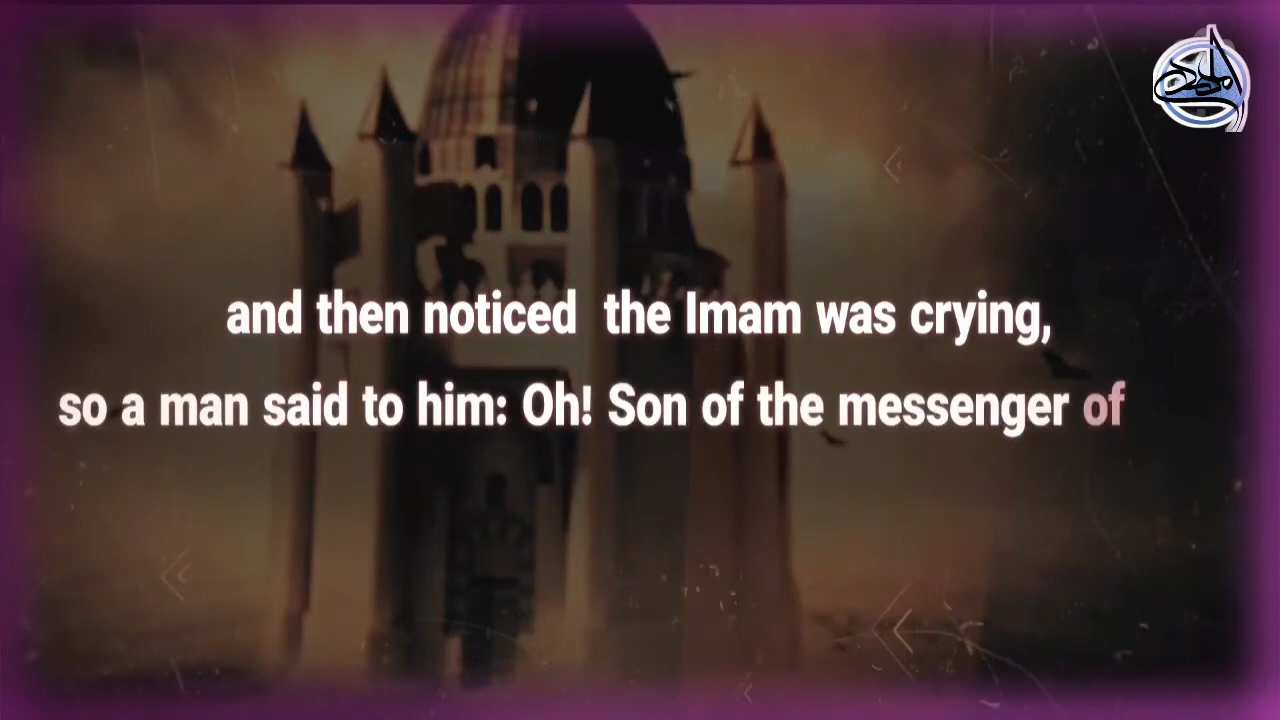 and then noticed  the Imam was crying,
so a man said to him: Oh! Son of the messenger of